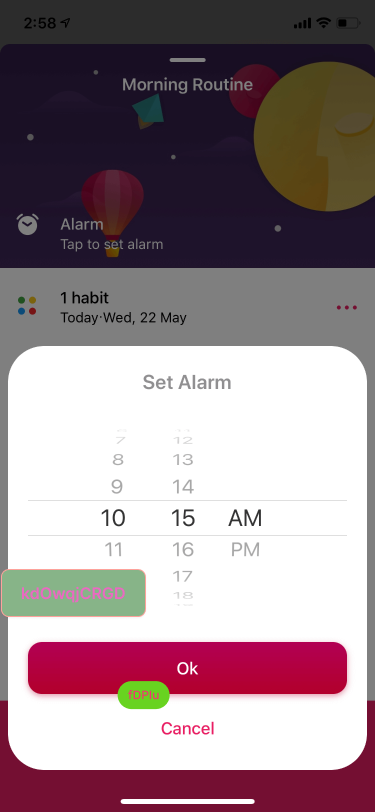 2:58
Morning Routine
Alarm
Tap to set alarm
1 habit
Today·Wed, 22 May
Set Alarm
7 12
8 13
9 14
10 15 AM
11 16 PM
17
kdOwqjCRGD
18
Ok
fDPlu
Cancel